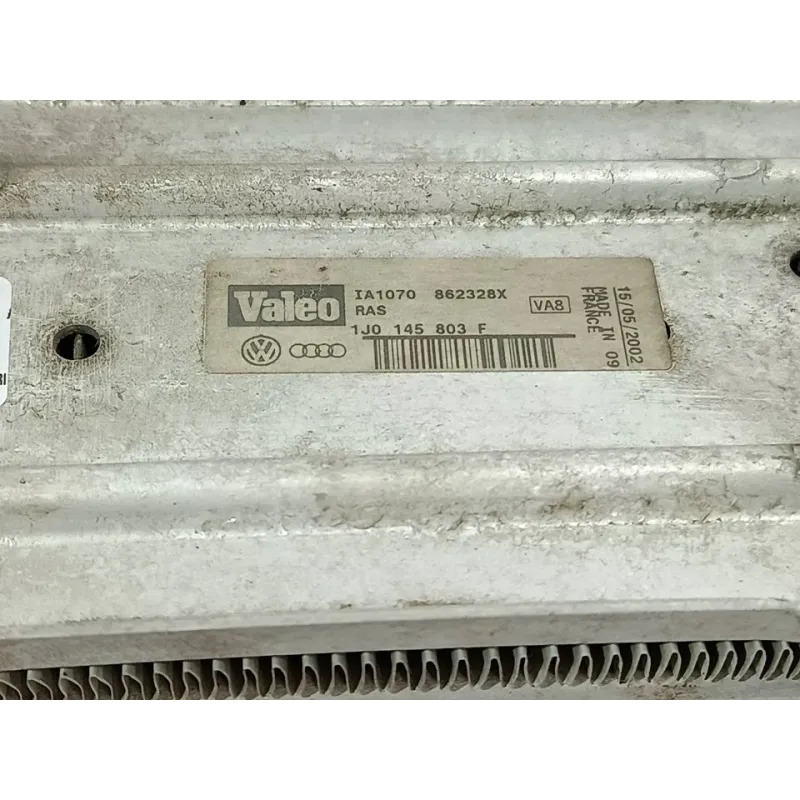 Valeo
IA1070 862328X
RAS
VA8
1J0 145 803 F
15/05/2002
MADE IN 09
FRANCE